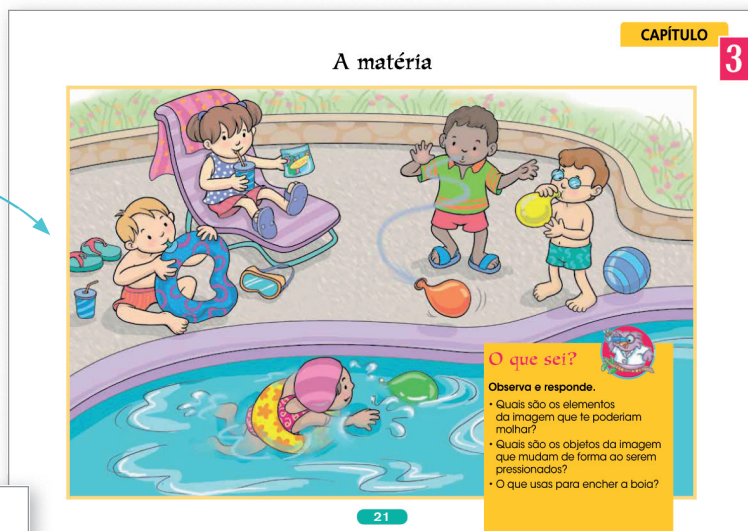 CAPÍTULO
3
A matéria
O que sei?
Observa e responde.
• Quais são os elementos
da imagem que te poderiam
molhar?
• Quais são os objetos da imagem
que mudam de forma ao serem
pressionados?
• O que usas para encher a boia?
21